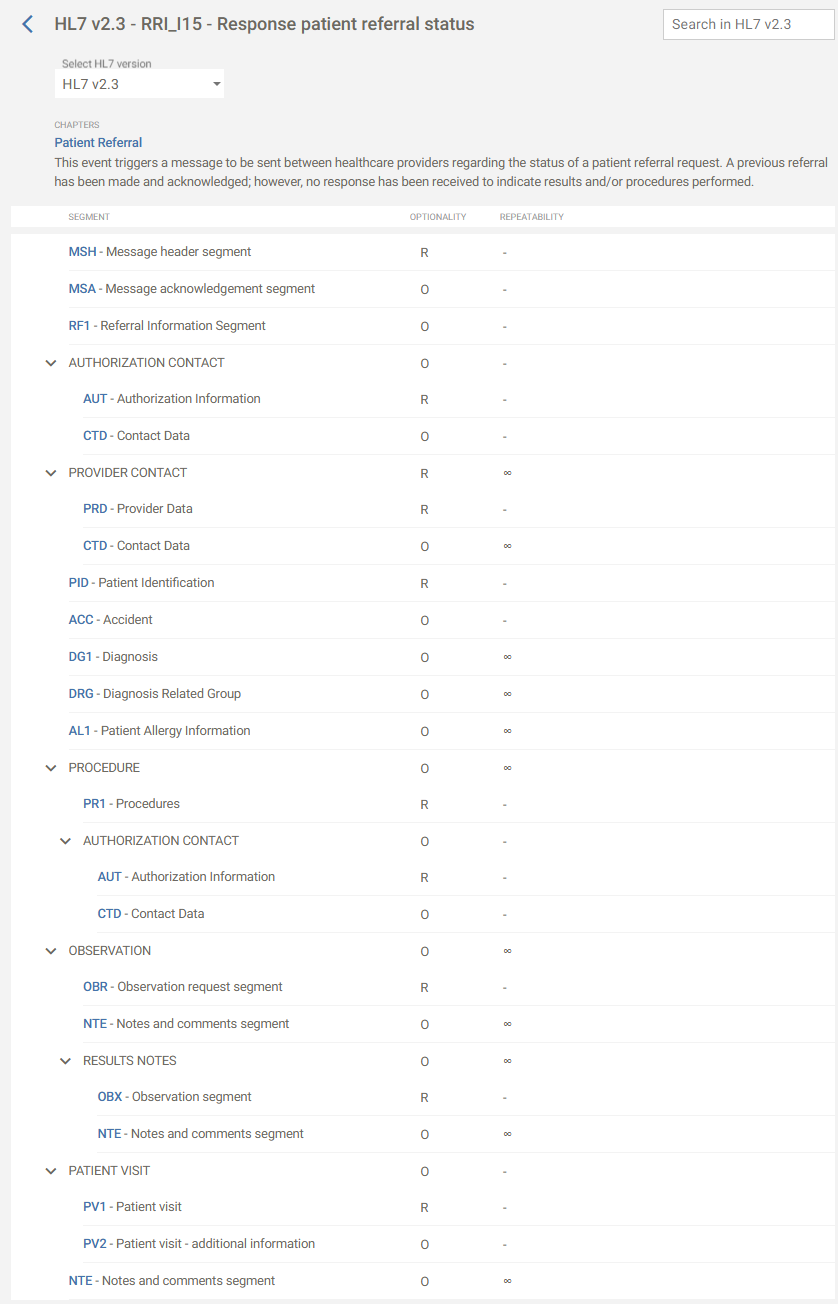 HL7 v2.3 - RRI_I15 - Response patient referral status
Search in HL7 v2.3
Select HL7 version
HL7 v2.3
CHAPTERS
Patient Referral
This event triggers a message to be sent between healthcare providers regarding the status of a patient referral request. A previous referral
has been made and acknowledged; however, no response has been received to indicate results and/or procedures performed.
SEGMENT OPTIONALITY REPEATABILITY
MSH - Message header segment R -
MSA - Message acknowledgement segment O -
RF1 - Referral Information Segment O -
AUTHORIZATION CONTACT O -
AUT - Authorization Information R -
CTD - Contact Data O -
PROVIDER CONTACT R ∞
PRD - Provider Data R -
CTD - Contact Data O ∞
PID - Patient Identification R -
ACC - Accident O -
DG1 - Diagnosis O ∞
DRG - Diagnosis Related Group O ∞
AL1 - Patient Allergy Information O ∞
PROCEDURE O ∞
PR1 - Procedures R -
AUTHORIZATION CONTACT O -
AUT - Authorization Information R -
CTD - Contact Data O -
OBSERVATION O ∞
OBR - Observation request segment R -
NTE - Notes and comments segment O ∞
RESULTS NOTES O ∞
OBX - Observation segment R -
NTE - Notes and comments segment O ∞
PATIENT VISIT O -
PV1 - Patient visit R -
PV2 - Patient visit - additional information O -
NTE - Notes and comments segment O ∞